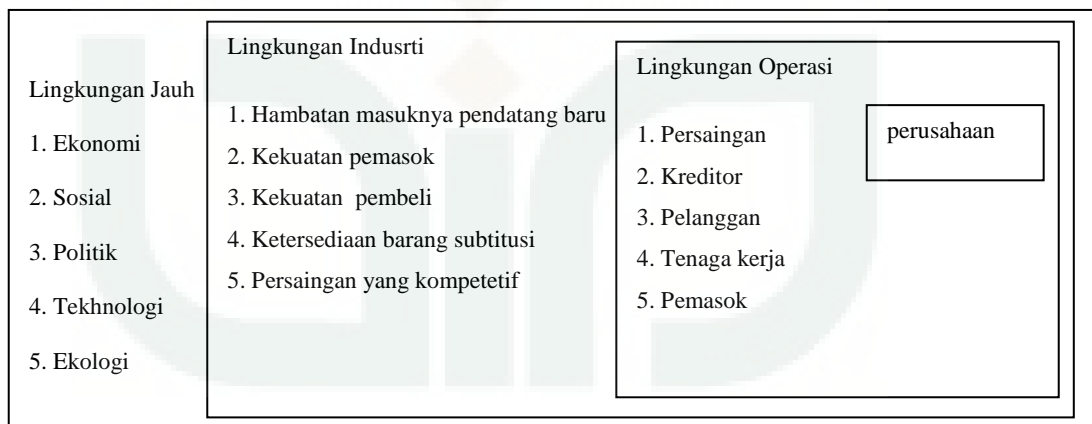 Lingkungan Jauh
1. Ekonomi
2. Sosial
3. Politik
4. Tekhnologi
5. Ekologi
Lingkungan Indusrti
1. Hambatan masuknya pendatang baru
2. Kekuatan pemasok
3. Kekuatan pembeli
4. Ketersediaan barang subtitusi
5. Persaingan yang kompetetif
Lingkungan Operasi
1. Persaingan
2. Kreditor
3. Pelanggan
4. Tenaga kerja
5. Pemasok
perusahaan